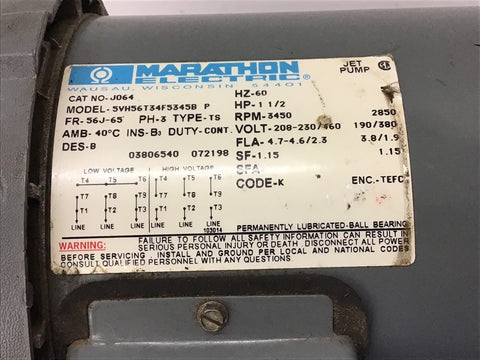 MARATHON
ELECTRIC
WAUSAU, WISCONSIN 54401
JET PUMP
CAT NO-J064
MODEL-5VH56T34F5345B P
FR-56J-65 PH-3 TYPE-TS
AMB-40°C INS-B3 DUTY-CONT.
DES-B
03806540 072198
HZ-60
HP-1 1/2
RPM-3450 2850
VOLT-208-230/460 190/380
FLA-4.7-4.6/2.3 3.8/1.9
SF-1.15 1.15
SFA
CODE-K ENC.-TEFC
LOW VOLTAGE HIGH VOLTAGE
T4 T5 T6 T4 T5 T6
T7 T8 T9 T7 T8 T9
T1 T2 T3 T1 T2 T3
LINE LINE LINE LINE LINE LINE
103014
PERMANENTLY LUBRICATED-BALL BEARING
WARNING: FAILURE TO FOLLOW ALL SAFETY INFORMATION CAN RESULT IN
SERIOUS PERSONAL INJURY OR DEATH. DISCONNECT ALL POWER
BEFORE SERVICING. INSTALL AND GROUND PER LOCAL AND NATIONAL CODES
CONSULT QUALIFIED PERSONNEL WITH ANY QUESTIONS.